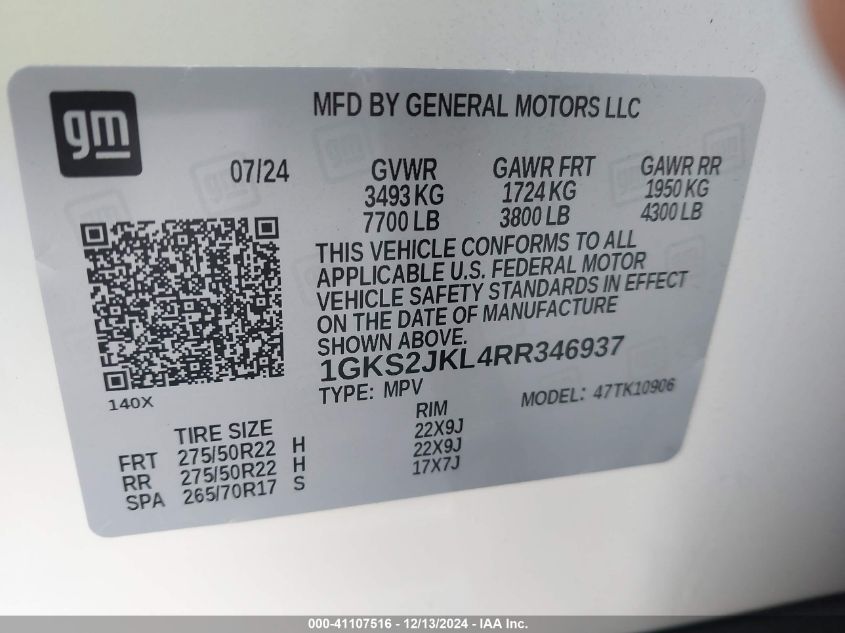 gm
MFD BY GENERAL MOTORS LLC
07/24 GVWR GAWR FRT GAWR RR
3493 KG 1724 KG 1950 KG
7700 LB 3800 LB 4300 LB
THIS VEHICLE CONFORMS TO ALL
APPLICABLE U.S. FEDERAL MOTOR
VEHICLE SAFETY STANDARDS IN EFFECT
ON THE DATE OF MANUFACTURE
SHOWN ABOVE.
1GKS2JKL4RR346937
TYPE: MPV MODEL: 47TK10906
140X
TIRE SIZE RIM
FRT 275/50R22 H 22X9J
RR 275/50R22 H 22X9J
SPA 265/70R17 S 17X7J
000-41107516 - 12/13/2024 - IAA Inc.